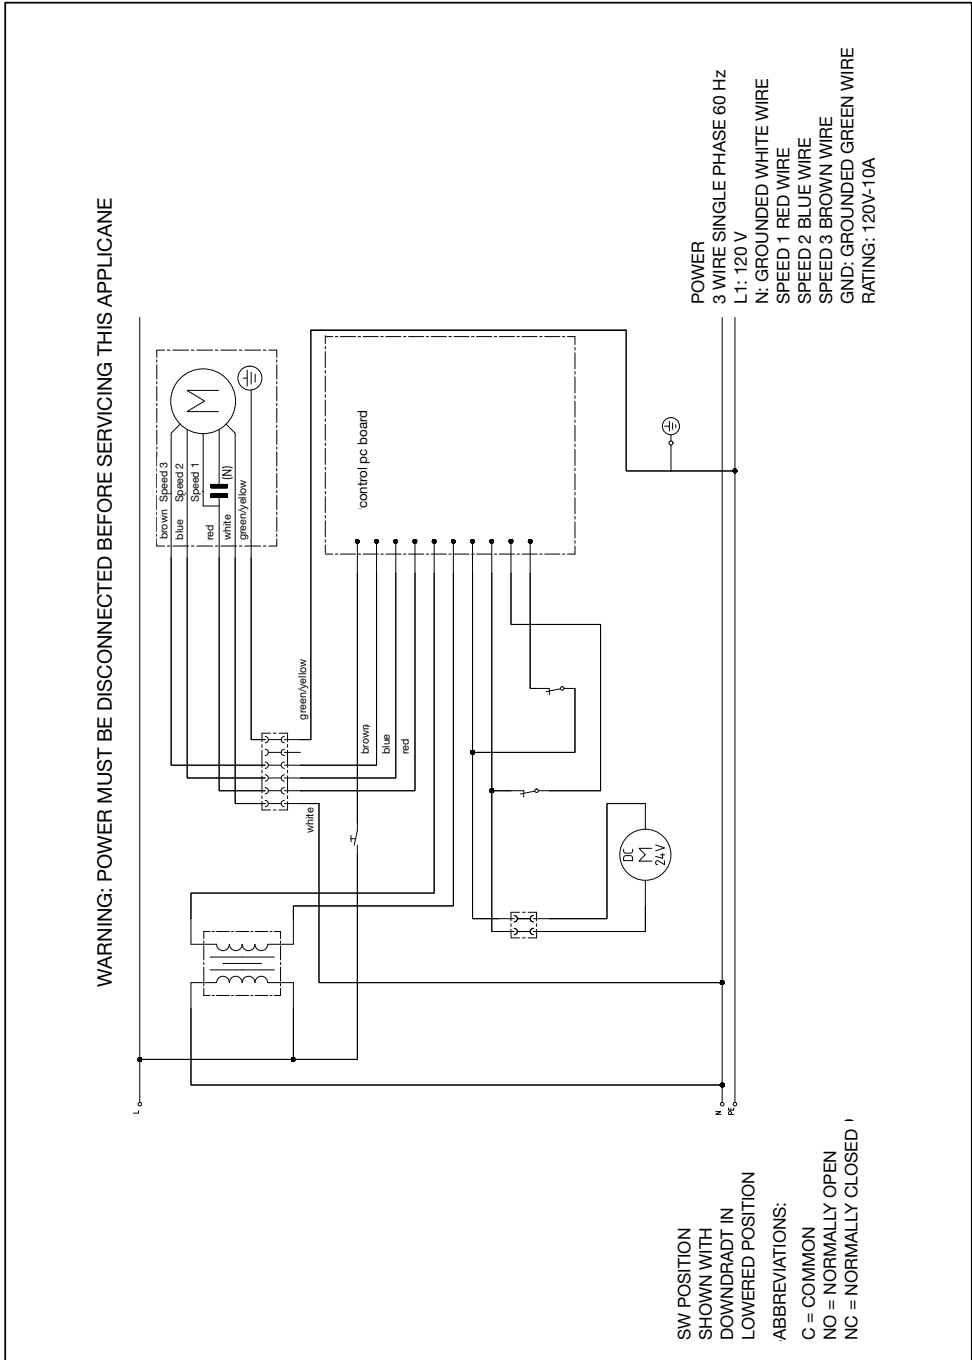 WARNING: POWER MUST BE DISCONNECTED BEFORE SERVICING THIS APPLICANE
L
brown Speed 3
blue Speed 2
Speed 1
red
(N)
white
green/yellow
M
green/yellow
white
brown
blue
red
control pc board
DC
M
24V
N
PE
SW POSITION
SHOWN WITH
DOWNDRADT IN
LOWERED POSITION
ABBREVIATIONS:
C = COMMON
NO = NORMALLY OPEN
NC = NORMALLY CLOSED
POWER
3 WIRE SINGLE PHASE 60 Hz
L1: 120 V
N: GROUNDED WHITE WIRE
SPEED 1 RED WIRE
SPEED 2 BLUE WIRE
SPEED 3 BROWN WIRE
GND: GROUNDED GREEN WIRE
RATING: 120V-10A